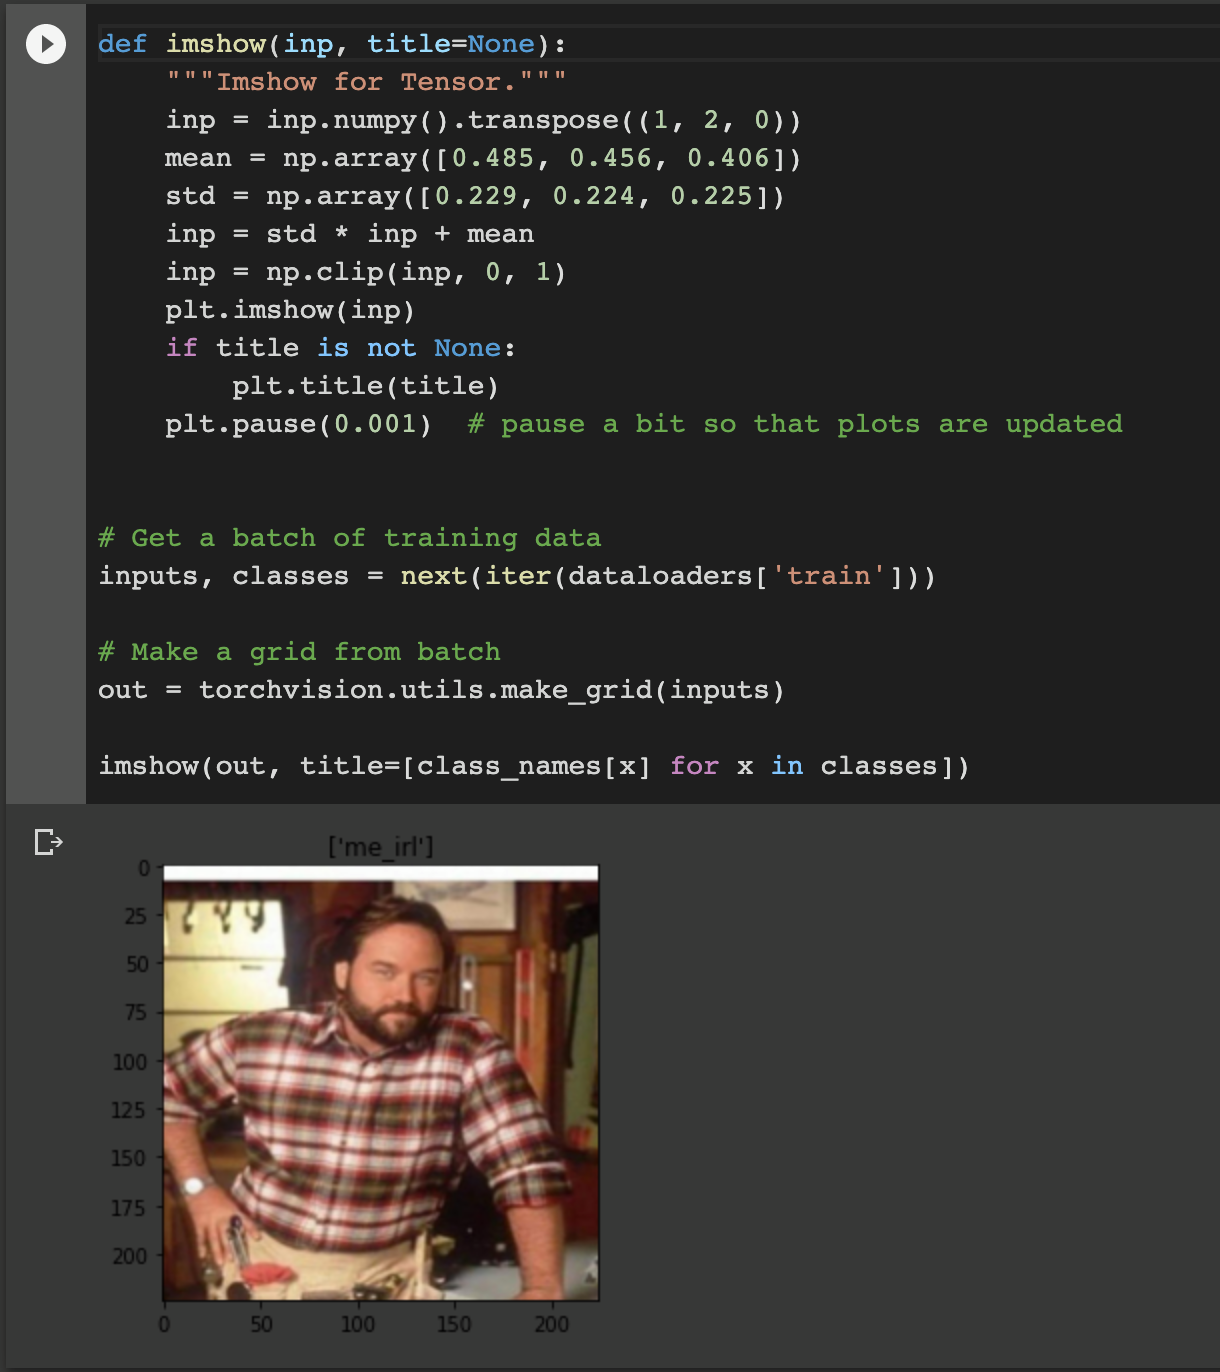 def imshow(inp, title=None):
    """Imshow for Tensor."""
    inp = inp.numpy().transpose((1, 2, 0))
    mean = np.array([0.485, 0.456, 0.406])
    std = np.array([0.229, 0.224, 0.225])
    inp = std * inp + mean
    inp = np.clip(inp, 0, 1)
    plt.imshow(inp)
    if title is not None:
        plt.title(title)
    plt.pause(0.001)  # pause a bit so that plots are updated
# Get a batch of training data
inputs, classes = next(iter(dataloaders['train']))
# Make a grid from batch
out = torchvision.utils.make_grid(inputs)
imshow(out, title=[class_names[x] for x in classes])
['me_irl']
0
25
50
75
100
125
150
175
200
0 50 100 150 200